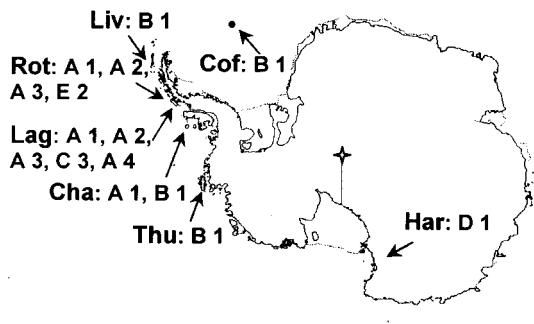 Liv: B 1
Cof: B 1
Rot: A 1, A 2,
A 3, E 2
Lag: A 1, A 2,
A 3, C 3, A 4
Cha: A 1, B 1
Thu: B 1
Har: D 1